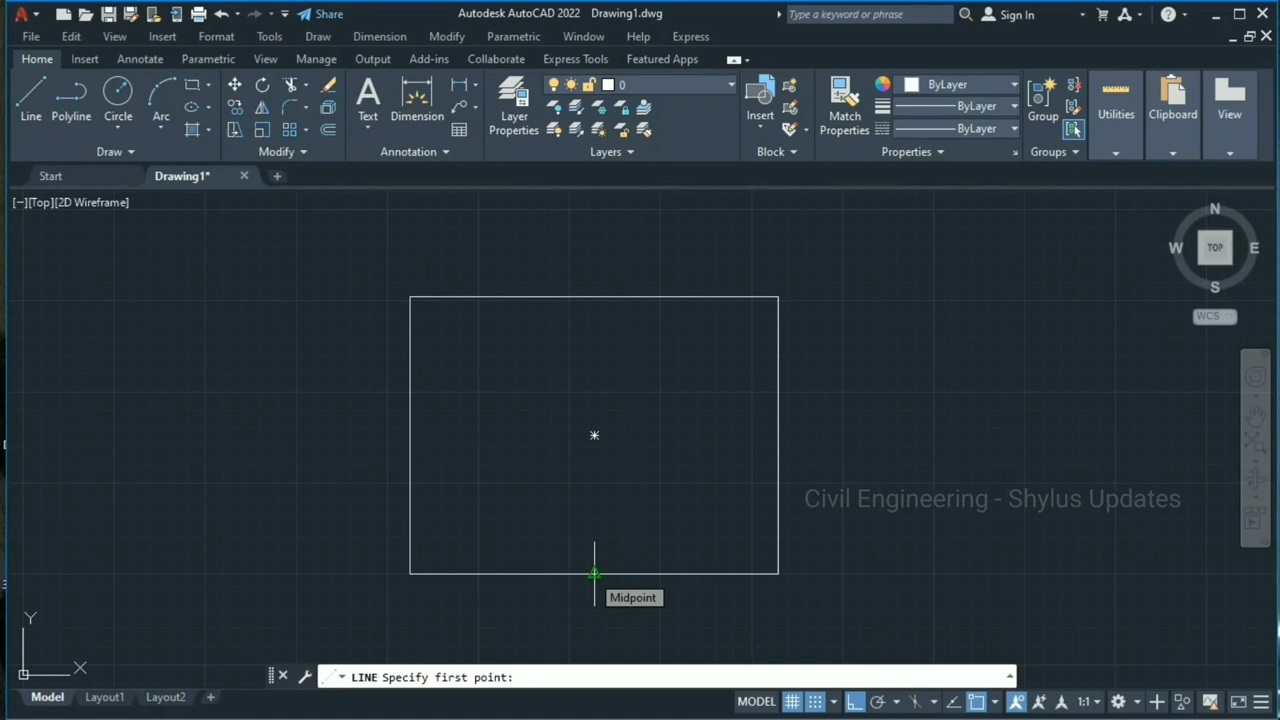 A Share Autodesk AutoCAD 2022 Drawing1.dwg Type a keyword or phrase Sign In
File Edit View Insert Format Tools Draw Dimension Modify Parametric Window Help Express
Home Insert Annotate Parametric View Manage Output Add-ins Collaborate Express Tools Featured Apps
0 ByLayer
Line Polyline Circle Arc Text Dimension Layer Properties Insert Match Properties Group Utilities Clipboard View
ByLayer
ByLayer
Draw Modify Annotation Layers Block Properties Groups
Start Drawing1*
[−][Top][2D Wireframe]
N
W TOP E
S
WCS
Civil Engineering - Shylus Updates
Midpoint
Y
X
LINE Specify first point:
Model Layout1 Layout2 + MODEL 1:1